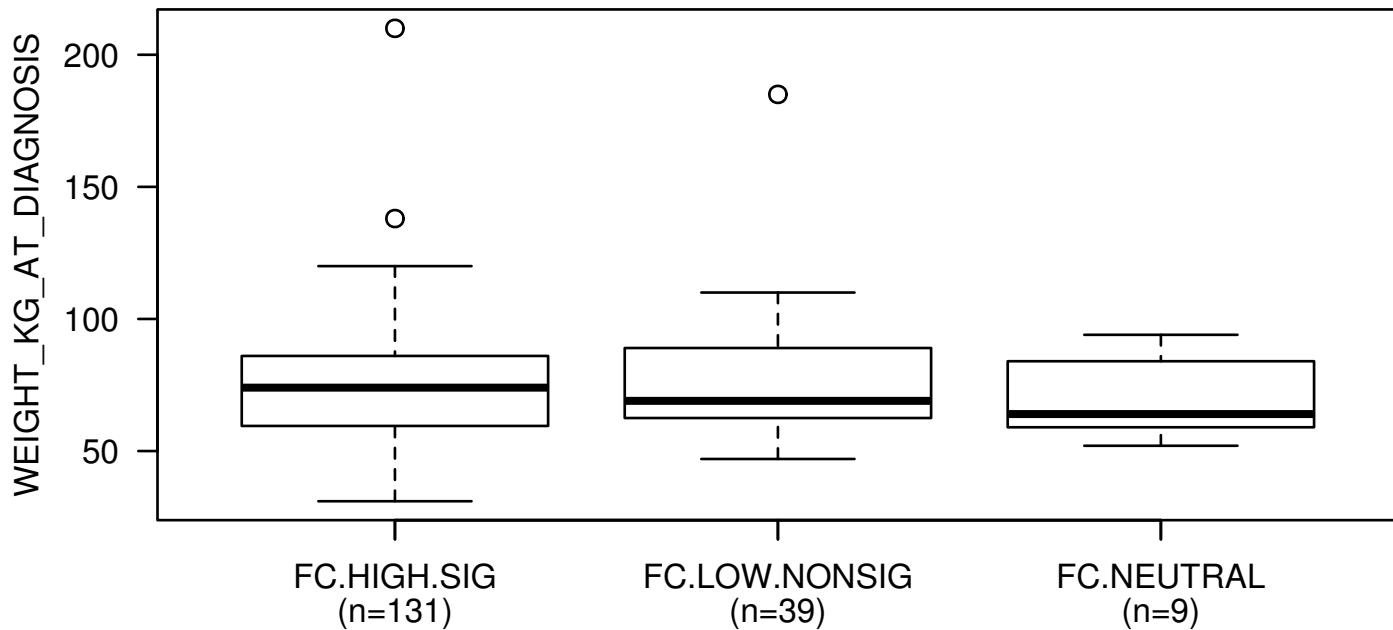 WEIGHT_KG_AT_DIAGNOSIS
200
150
100
50
FC.HIGH.SIG
(n=131)
FC.LOW.NONSIG
(n=39)
FC.NEUTRAL
(n=9)